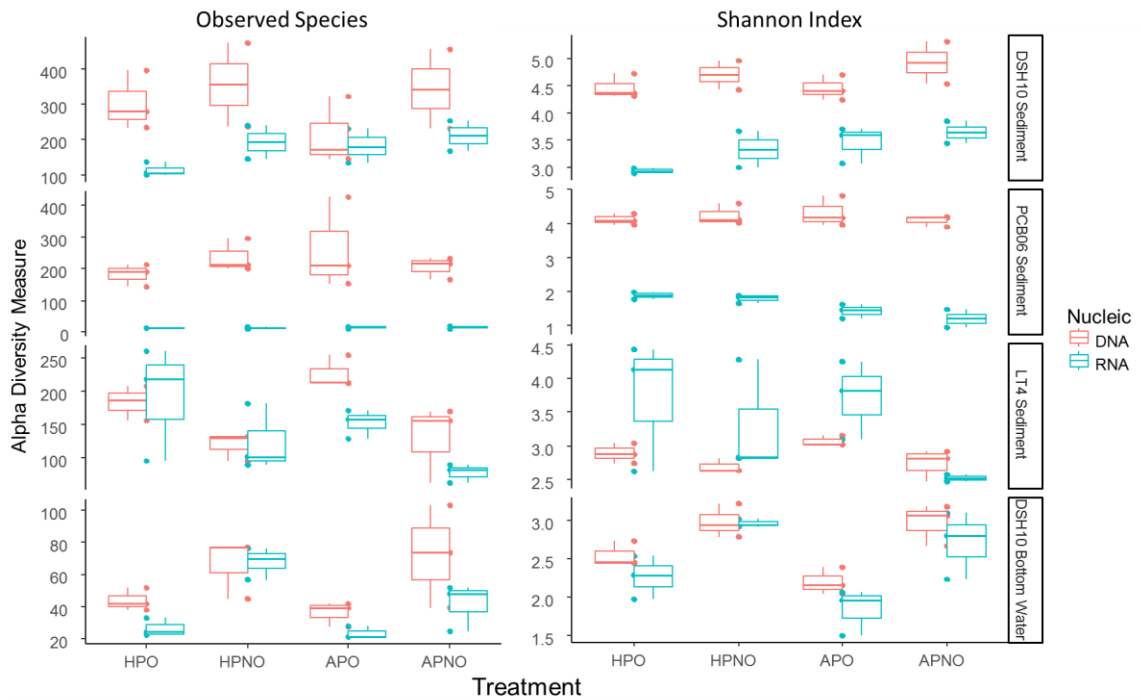 Observed Species
Shannon Index
Alpha Diversity Measure
400
300
200
100
5.0
4.5
4.0
3.5
3.0
DSH10 Sediment
400
300
200
100
0
5
4
3
2
1
PCB06 Sediment
250
200
150
100
4.5
4.0
3.5
3.0
2.5
LT4 Sediment
100
80
60
40
20
3.0
2.5
2.0
1.5
DSH10 Bottom Water
HPO HPNO APO APNO
HPO HPNO APO APNO
Treatment
Nucleic
DNA
RNA